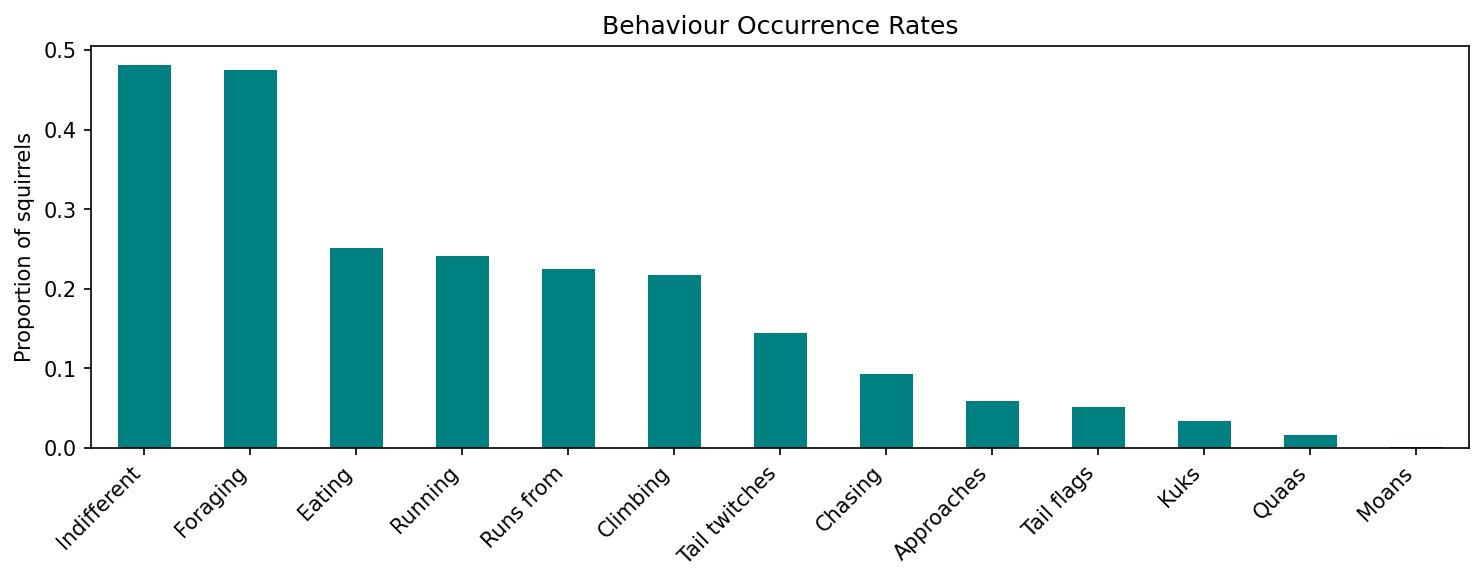 Behaviour Occurrence Rates
Proportion of squirrels
0.5
0.4
0.3
0.2
0.1
0.0
Indifferent
Foraging
Eating
Running
Runs from
Climbing
Tail twitches
Chasing
Approaches
Tail flags
Kuks
Quaas
Moans